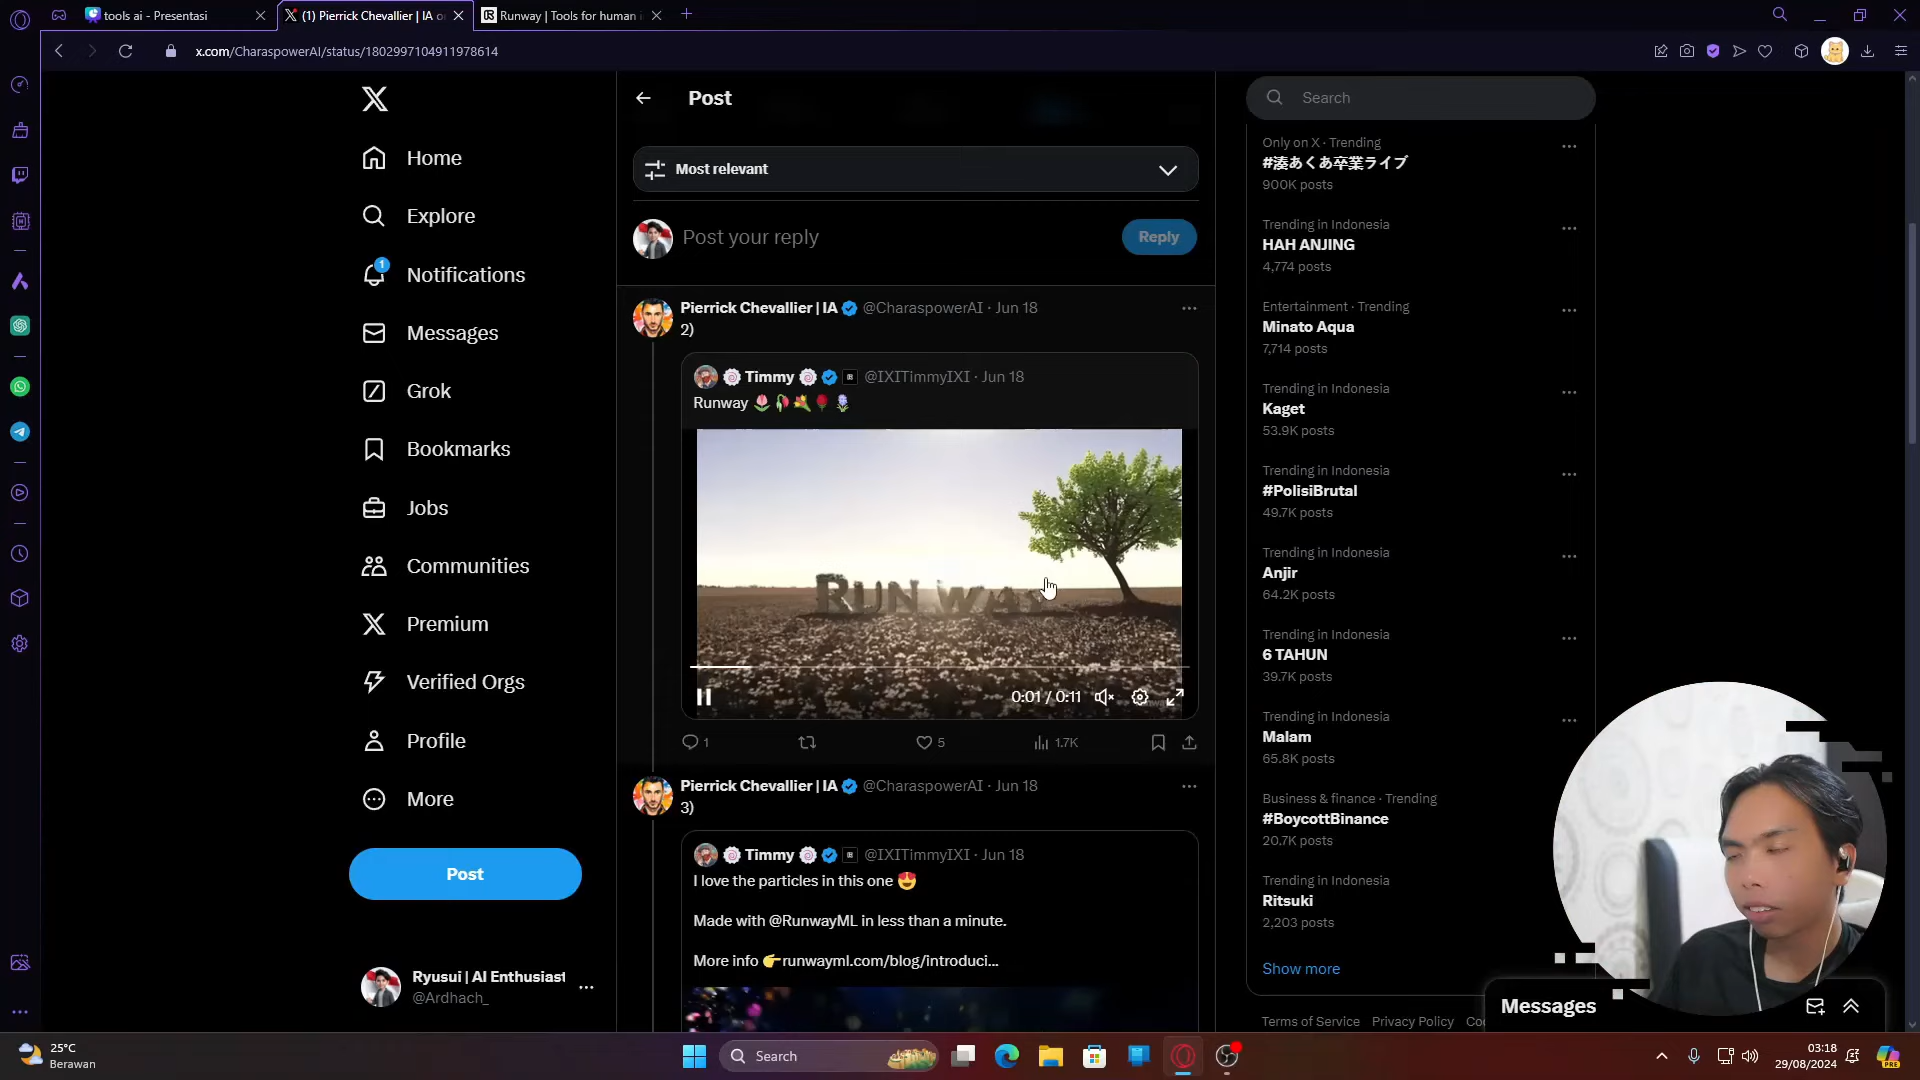 tools ai - Presentasi
(1) Pierrick Chevallier | IA o
Runway | Tools for human i
x.com/CharaspowerAI/status/1802997104911978614
Home
Explore
1
Notifications
Messages
Grok
Bookmarks
Jobs
Communities
Premium
Verified Orgs
Profile
More
Post
Ryusui | AI Enthusiast
@Ardhach_
Post
Most relevant
Post your reply
Reply
Pierrick Chevallier | IA @CharaspowerAI · Jun 18
2)
Timmy @IXITimmyIXI · Jun 18
Runway 🌷🥀💐🌹🪻
RUNWAY
0:01 / 0:11
1
5
1.7K
Pierrick Chevallier | IA @CharaspowerAI · Jun 18
3)
Timmy @IXITimmyIXI · Jun 18
I love the particles in this one 😍
Made with @RunwayML in less than a minute.
More info 👉runwayml.com/blog/introduci...
Search
Only on X · Trending
#湊あくあ卒業ライブ
900K posts
Trending in Indonesia
HAH ANJING
4,774 posts
Entertainment · Trending
Minato Aqua
7,714 posts
Trending in Indonesia
Kaget
53.9K posts
Trending in Indonesia
#PolisiBrutal
49.7K posts
Trending in Indonesia
Anjir
64.2K posts
Trending in Indonesia
6 TAHUN
39.7K posts
Trending in Indonesia
Malam
65.8K posts
Business & finance · Trending
#BoycottBinance
20.7K posts
Trending in Indonesia
Ritsuki
2,203 posts
Show more
Terms of Service Privacy Policy Coo
Messages
25°C
Berawan
Search
03:18
29/08/2024
PRE